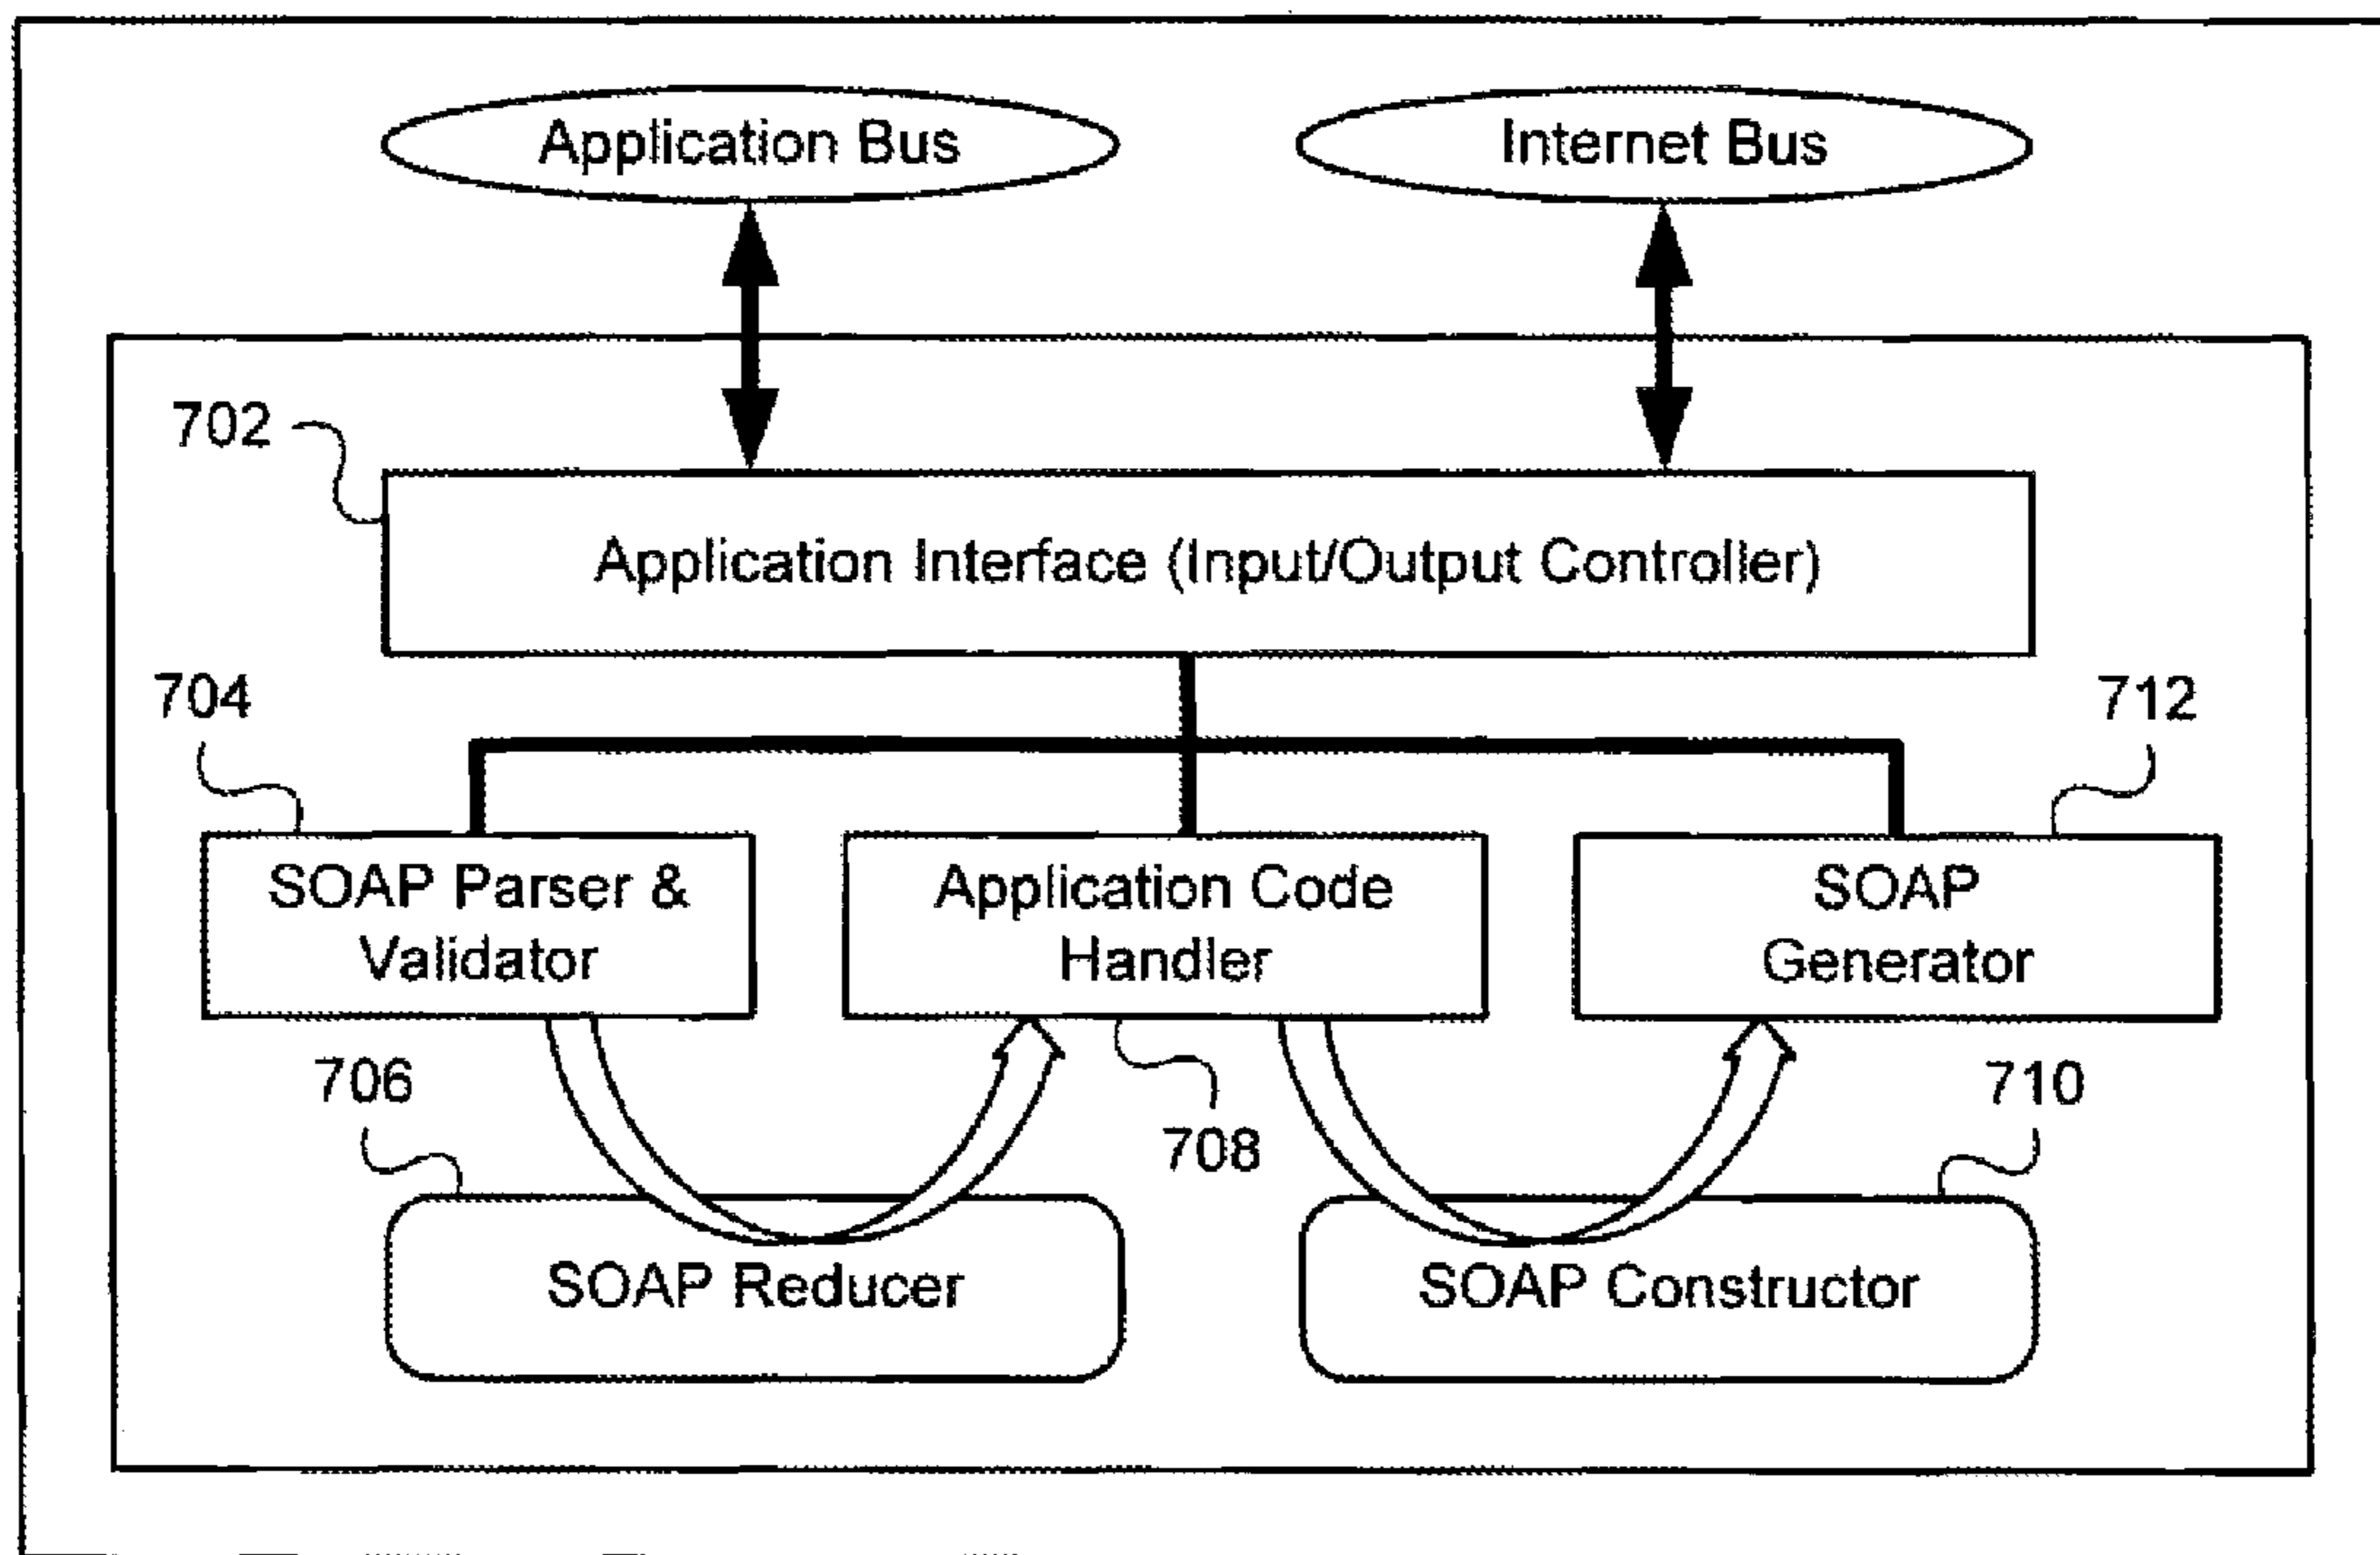 Application Bus
Internet Bus
702
Application Interface (Input/Output Controller)
704
712
SOAP Parser &
Validator
Application Code
Handler
SOAP
Generator
706
708
710
SOAP Reducer
SOAP Constructor